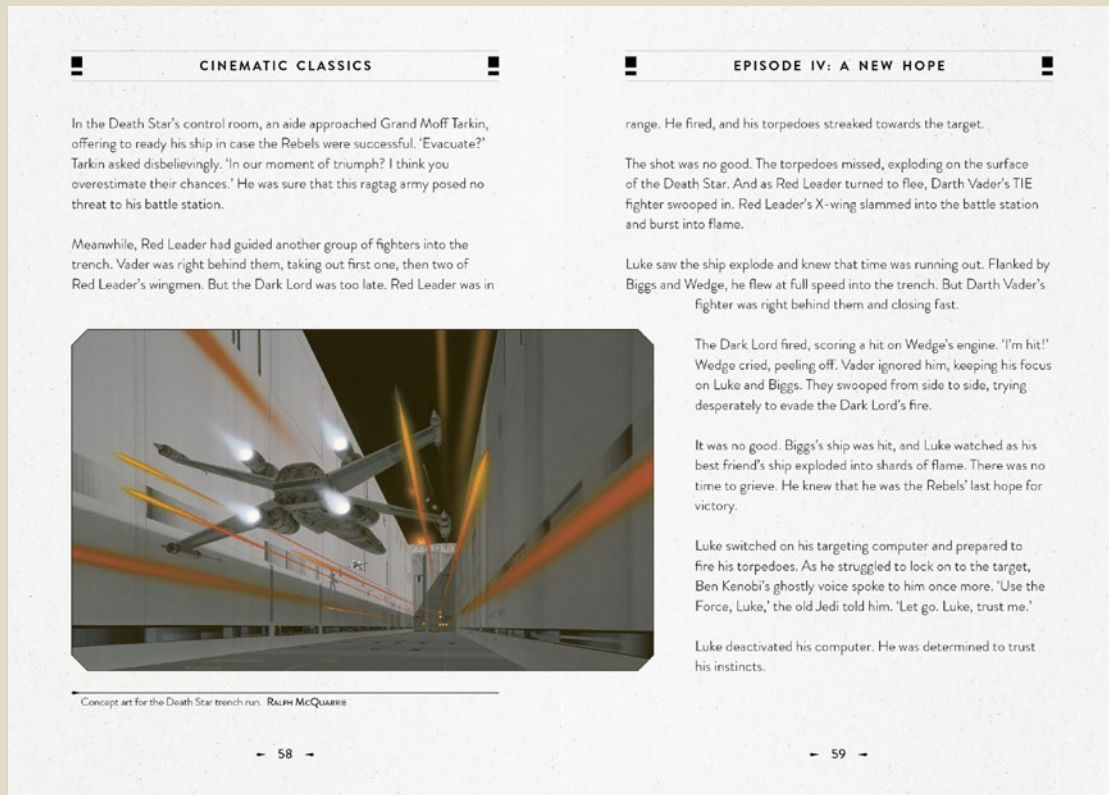 CINEMATIC CLASSICS
In the Death Star's control room, an aide approached Grand Moff Tarkin,
offering to ready his ship in case the Rebels were successful. ‘Evacuate?’
Tarkin asked disbelievingly. ‘In our moment of triumph? I think you
overestimate their chances.’ He was sure that this ragtag army posed no
threat to his battle station.
Meanwhile, Red Leader had guided another group of fighters into the
trench. Vader was right behind them, taking out first one, then two of
Red Leader's wingmen. But the Dark Lord was too late. Red Leader was in
Concept art for the Death Star trench run. RALPH MCQUARRIE
58
EPISODE IV: A NEW HOPE
range. He fired, and his torpedoes streaked towards the target.
The shot was no good. The torpedoes missed, exploding on the surface
of the Death Star. And as Red Leader turned to flee, Darth Vader's TIE
fighter swooped in. Red Leader's X-wing slammed into the battle station
and burst into flame.
Luke saw the ship explode and knew that time was running out. Flanked by
Biggs and Wedge, he flew at full speed into the trench. But Darth Vader's
fighter was right behind them and closing fast.
The Dark Lord fired, scoring a hit on Wedge's engine. ‘I'm hit!’
Wedge cried, peeling off. Vader ignored him, keeping his focus
on Luke and Biggs. They swooped from side to side, trying
desperately to evade the Dark Lord's fire.
It was no good. Biggs's ship was hit, and Luke watched as his
best friend's ship exploded into shards of flame. There was no
time to grieve. He knew that he was the Rebels’ last hope for
victory.
Luke switched on his targeting computer and prepared to
fire his torpedoes. As he struggled to lock on to the target,
Ben Kenobi's ghostly voice spoke to him once more. ‘Use the
Force, Luke,’ the old Jedi told him. ‘Let go. Luke, trust me.’
Luke deactivated his computer. He was determined to trust
his instincts.
59